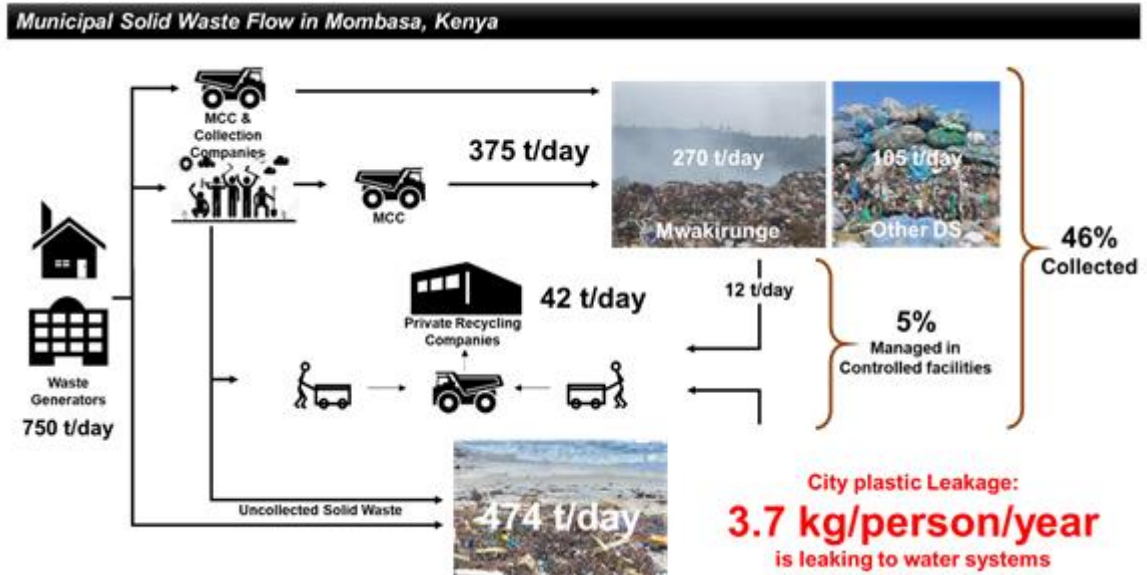 Municipal Solid Waste Flow in Mombasa, Kenya
MCC &
Collection
Companies
375 t/day
MCC
270 t/day
Mwakirunge
105 t/day
Other DS
46%
Collected
Private Recycling
Companies
42 t/day
12 t/day
5%
Managed in
Controlled facilities
Waste
Generators
750 t/day
Uncollected Solid Waste
474 t/day
City plastic Leakage:
3.7 kg/person/year
is leaking to water systems